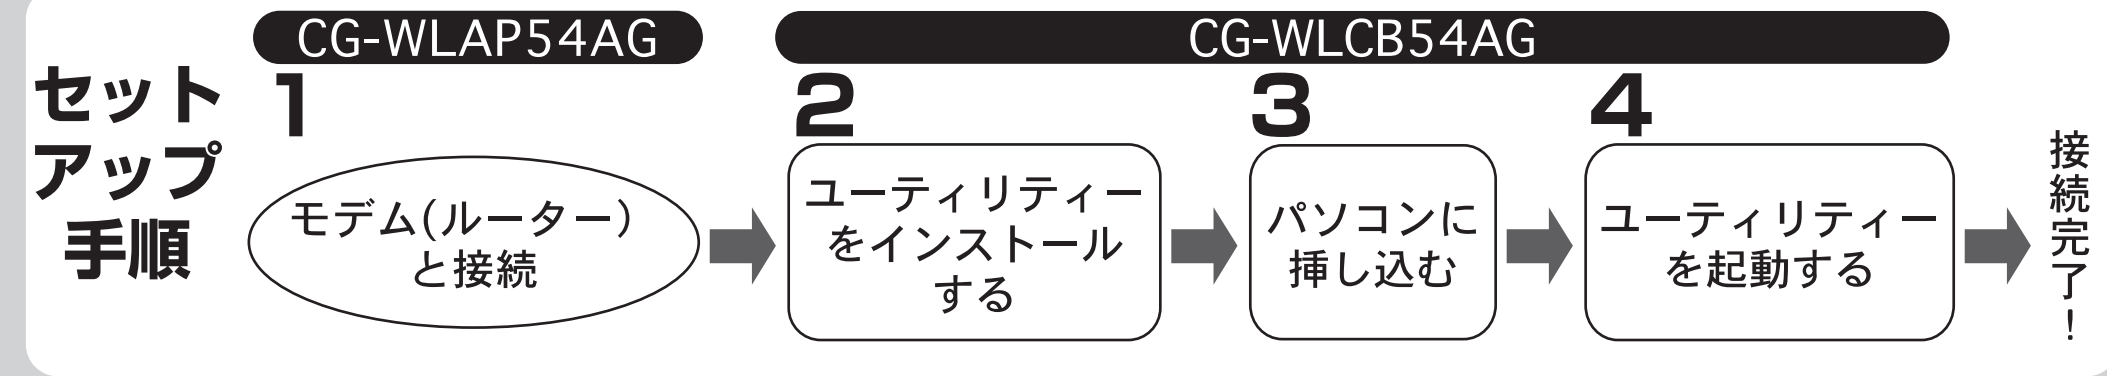 セット
アップ
手順
CG-WLAP54AG
1
モデム(ルーター)
と接続
CG-WLCB54AG
2
ユーティリティー
をインストール
する
3
パソコンに
挿し込む
4
ユーティリティー
を起動する
接続完了!